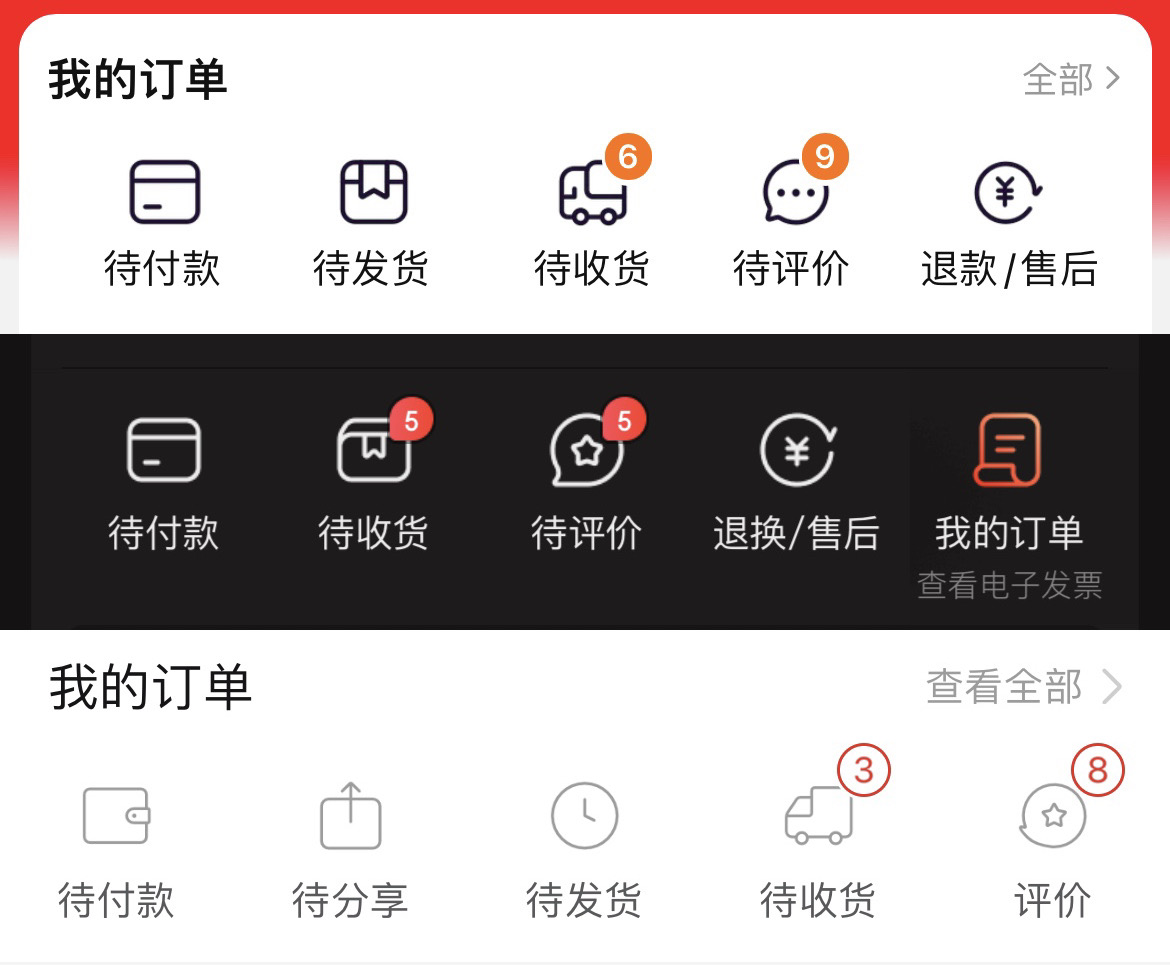 我的订单 全部
6 9
待付款 待发货 待收货 待评价 退款/售后
5 5
待付款 待收货 待评价 退换/售后 我的订单
查看电子发票
我的订单 查看全部
3 8
待付款 待分享 待发货 待收货 评价